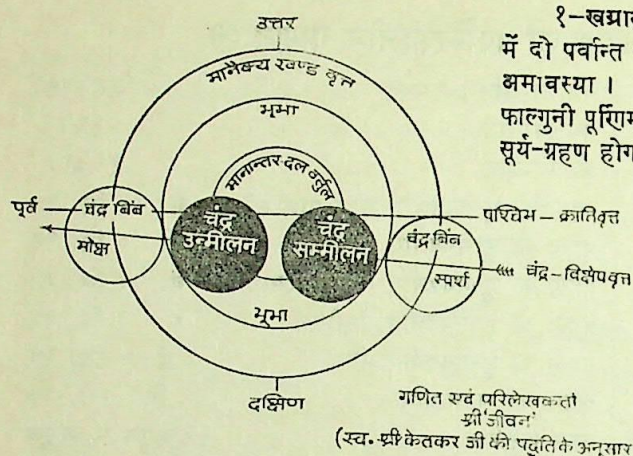 उत्तर
मानैक्य खण्ड वृत्त
भूभा
मानान्तर दल वर्तुल
पूर्व
चंद्र बिंब
मोक्ष
चंद्र
उन्मीलन
चंद्र
सम्मीलन
चंद्र बिंब
स्पर्श
पश्चिम - क्रांतिवृत्त
चंद्र-विक्षेपवृत्त
भूभा
दक्षिण
गणित एवं परिलेखकर्ता
श्री 'जीवन'
(स्व. श्री केतकर जी की पद्धति के अनुसार
१-खग्रा
में दो पर्वान्त
अमावस्या ।
फाल्गुनी पूर्णिम
सूर्य-ग्रहण होग